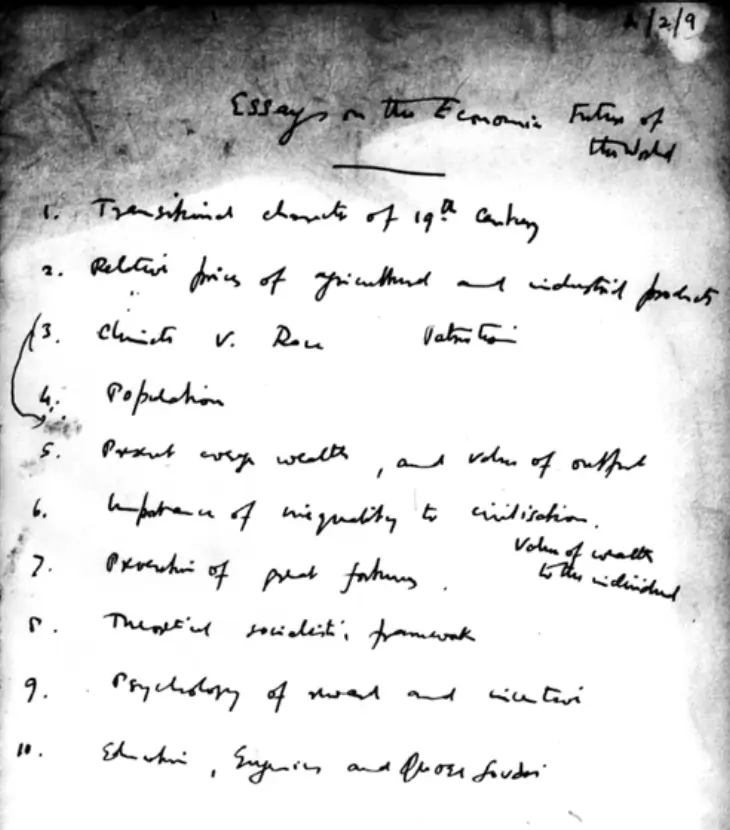 /2/9
Essays on the Economic Future of
the World
1. Transitional character of 19th Century
2. Relative prices of agricultural and industrial products
3. Climate v. Race
4. Population
5. Present average wealth, and value of output
6. Importance of inequality to civilisation.
Value of wealth
to the individual
7. Prevention of great fortunes.
8. Theoretical socialistic framework
9. Psychology of reward and incentive
10. Education, Eugenics and